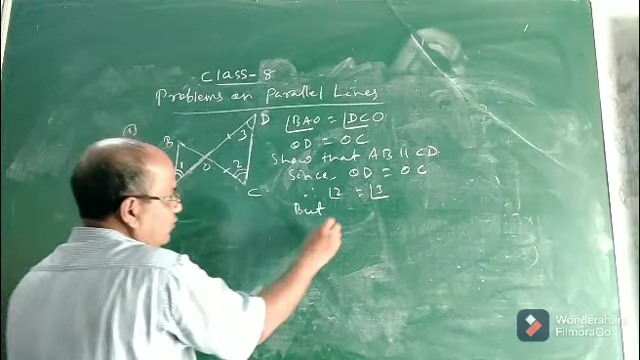 Class-8
Problems on Parallel Lines
∠BAO = ∠DCO
OD = OC
Show that AB || CD
Since OD = OC
∴ ∠2 = ∠3
But
B
D
3
1
O
2
C
Wondershare
FilmoraGo